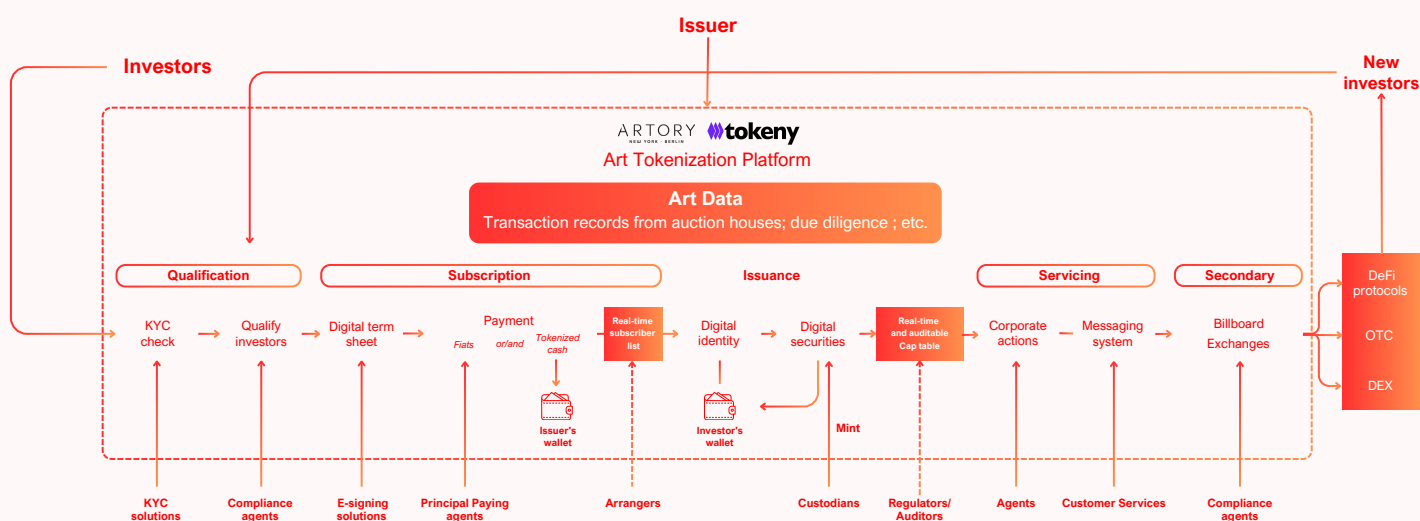 Issuer
Investors
New
investors
ARTORY
NEW YORK · BERLIN
tokeny
Art Tokenization Platform
Art Data
Transaction records from auction houses; due diligence ; etc.
Qualification
Subscription
Issuance
Servicing
Secondary
KYC
check
Qualify
investors
Digital term
sheet
Payment
Fiats
or/and
Tokenized
cash
Real-time
subscriber
list
Digital
identity
Digital
securities
Real-time
and auditable
Cap table
Corporate
actions
Messaging
system
Billboard
Exchanges
DeFi
protocols
OTC
DEX
Issuer's
wallet
Investor's
wallet
Mint
KYC
solutions
Compliance
agents
E-signing
solutions
Principal Paying
agents
Arrangers
Custodians
Regulators/
Auditors
Agents
Customer Services
Compliance
agents